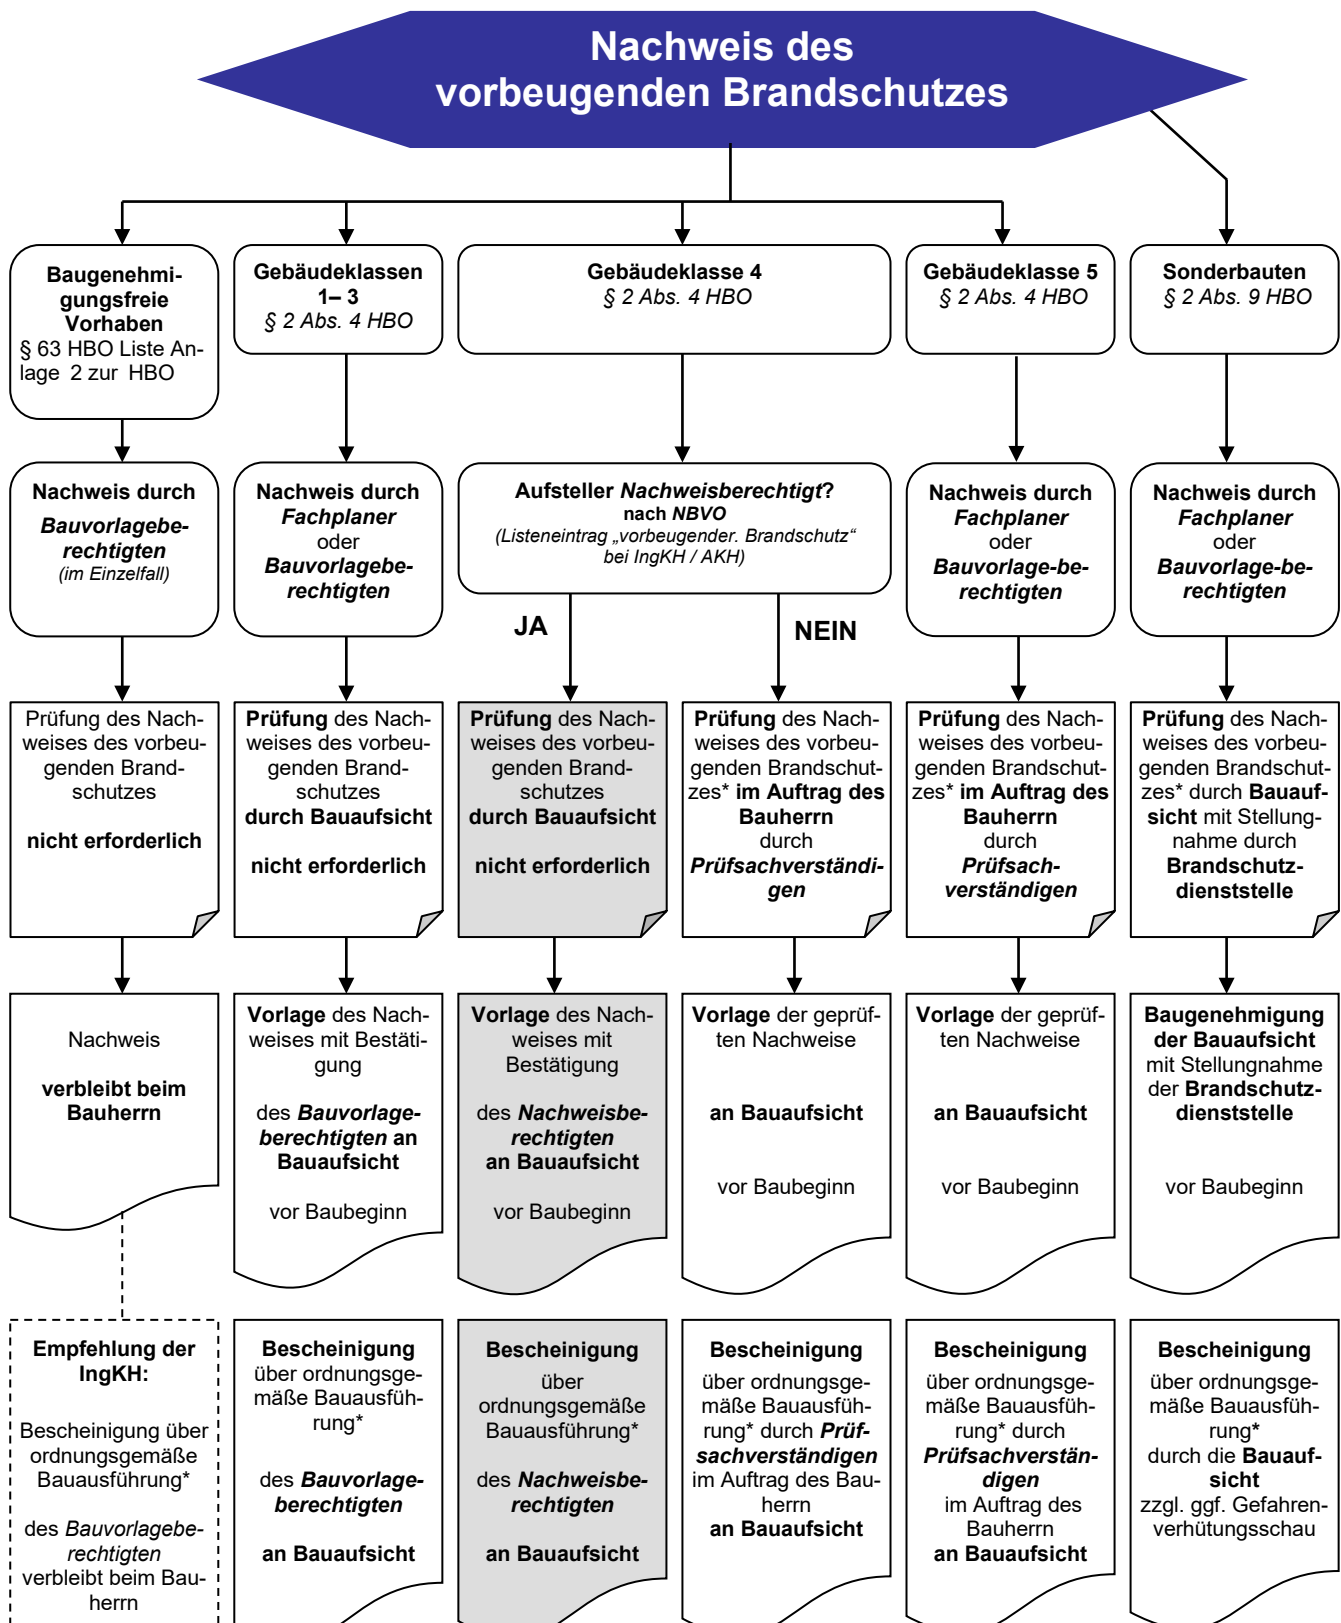 Nachweis des
vorbeugenden Brandschutzes
Baugenehmi-
gungsfreie
Vorhaben
§ 63 HBO Liste An-
lage 2 zur HBO
Gebäudeklassen
1– 3
§ 2 Abs. 4 HBO
Gebäudeklasse 4
§ 2 Abs. 4 HBO
Gebäudeklasse 5
§ 2 Abs. 4 HBO
Sonderbauten
§ 2 Abs. 9 HBO
Nachweis durch
Bauvorlagebe-
rechtigten
(im Einzelfall)
Nachweis durch
Fachplaner
oder
Bauvorlagebe-
rechtigten
Aufsteller Nachweisberechtigt?
nach NBVO
(Listeneintrag „vorbeugender. Brandschutz“
bei IngKH / AKH)
JA
NEIN
Nachweis durch
Fachplaner
oder
Bauvorlage-be-
rechtigten
Nachweis durch
Fachplaner
oder
Bauvorlage-be-
rechtigten
Prüfung des Nach-
weises des vorbeu-
genden Brand-
schutzes
nicht erforderlich
Prüfung des Nach-
weises des vorbeu-
genden Brand-
schutzes
durch Bauaufsicht
nicht erforderlich
Prüfung des Nach-
weises des vorbeu-
genden Brand-
schutzes
durch Bauaufsicht
nicht erforderlich
Prüfung des Nach-
weises des vorbeu-
genden Brandschut-
zes* im Auftrag des
Bauherrn
durch
Prüfsachverständi-
gen
Prüfung des Nach-
weises des vorbeu-
genden Brandschut-
zes* im Auftrag des
Bauherrn
durch
Prüfsach-
verständigen
Prüfung des Nach-
weises des vorbeu-
genden Brandschut-
zes* durch Bauauf-
sicht mit Stellung-
nahme durch
Brandschutz-
dienststelle
Nachweis
verbleibt beim
Bauherrn
Vorlage des Nach-
weises mit Bestäti-
gung
des Bauvorlage-
berechtigten an
Bauaufsicht
vor Baubeginn
Vorlage des Nach-
weises mit
Bestätigung
des Nachweisbe-
rechtigten
an Bauaufsicht
vor Baubeginn
Vorlage der geprüf-
ten Nachweise
an Bauaufsicht
vor Baubeginn
Vorlage der geprüf-
ten Nachweise
an Bauaufsicht
vor Baubeginn
Baugenehmigung
der Bauaufsicht
mit Stellungnahme
der Brandschutz-
dienststelle
vor Baubeginn
Empfehlung der
IngKH:
Bescheinigung über
ordnungsgemäße
Bauausführung*
des Bauvorlagebe-
rechtigten
verbleibt beim Bau-
herrn
Bescheinigung
über ordnungsge-
mäße Bauausfüh-
rung*
des Bauvorlage-
berechtigten
an Bauaufsicht
Bescheinigung
über
ordnungsgemäße
Bauausführung*
des Nachweisbe-
rechtigten
an Bauaufsicht
Bescheinigung
über ordnungsge-
mäße Bauausfüh-
rung* durch Prüf-
sachverständigen
im Auftrag des Bau-
herrn
an Bauaufsicht
Bescheinigung
über ordnungsge-
mäße Bauausfüh-
rung* durch
Prüfsachverstän-
digen
im Auftrag des
Bauherrn
an Bauaufsicht
Bescheinigung
über ordnungsge-
mäße Bauausfüh-
rung*
durch die Bauauf-
sicht
zzgl. ggf. Gefahren-
verhütungsschau